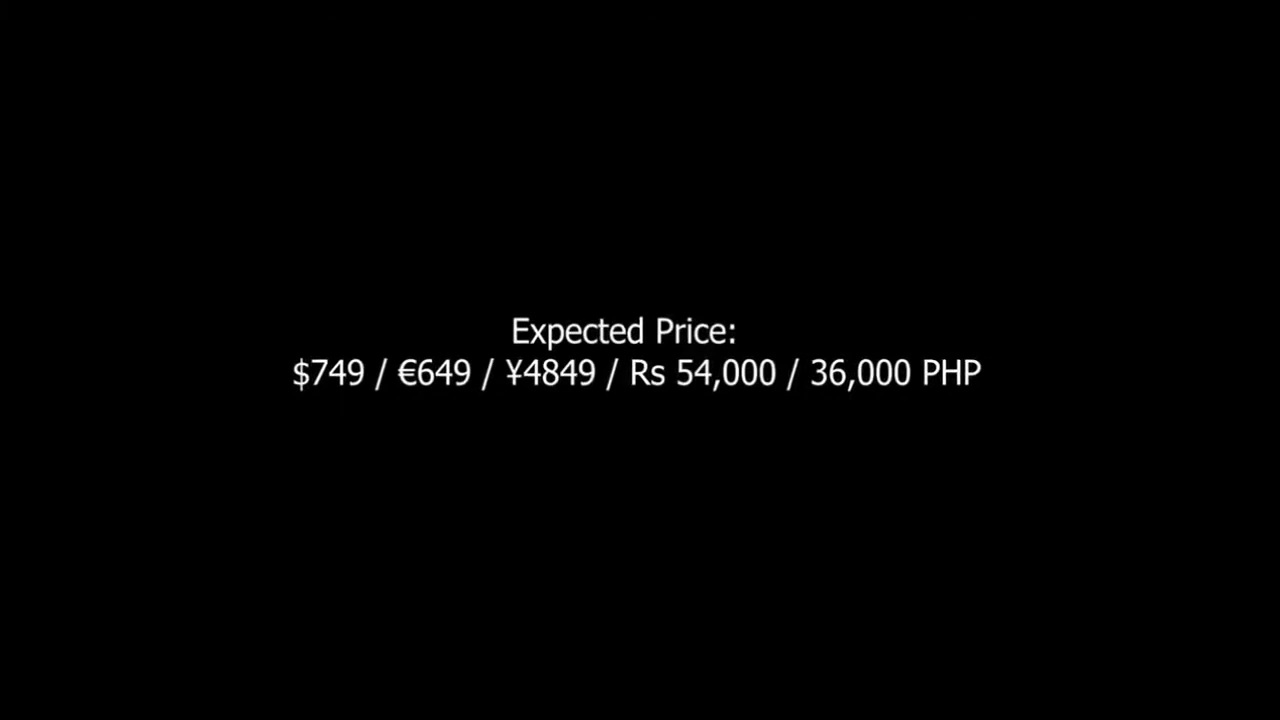 Expected Price:
$749 / €649 / ¥4849 / Rs 54,000 / 36,000 PHP